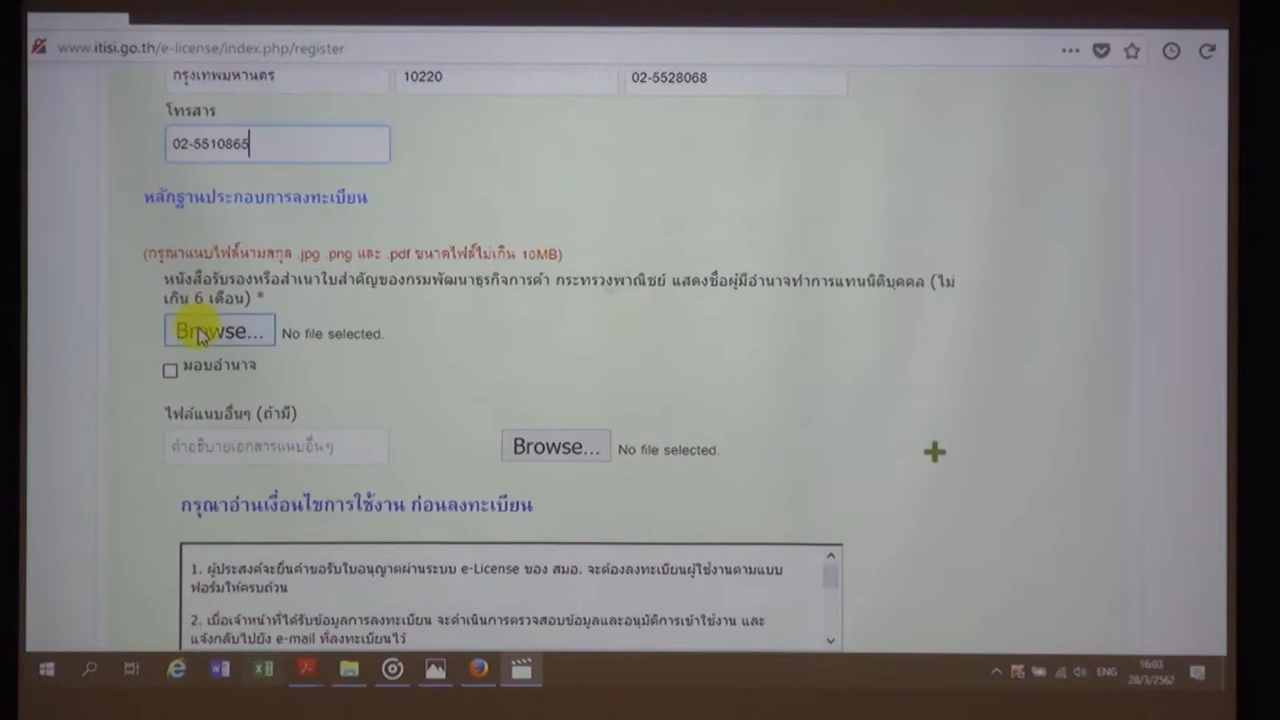 www.itisi.go.th/e-license/index.php/register
กรุงเทพมหานคร 10220 02-5528068
โทรสาร
02-5510865
หลักฐานประกอบการลงทะเบียน
(กรุณาแนบไฟล์นามสกุล .jpg .png และ .pdf ขนาดไฟล์ไม่เกิน 10MB)
หนังสือรับรองหรือสำเนาใบสำคัญของกรมพัฒนาธุรกิจการค้า กระทรวงพาณิชย์ แสดงชื่อผู้มีอำนาจทำการแทนนิติบุคคล (ไม่
เกิน 6 เดือน) *
Browse... No file selected.
มอบอำนาจ
ไฟล์แนบอื่นๆ (ถ้ามี)
คำอธิบายเอกสารแนบอื่นๆ Browse... No file selected.
กรุณาอ่านเงื่อนไขการใช้งาน ก่อนลงทะเบียน
1. ผู้ประสงค์จะยื่นคำขอรับใบอนุญาตผ่านระบบ e-License ของ สมอ. จะต้องลงทะเบียนผู้ใช้งานตามแบบ
ฟอร์มให้ครบถ้วน
2. เมื่อเจ้าหน้าที่ได้รับข้อมูลการลงทะเบียน จะดำเนินการตรวจสอบข้อมูลและอนุมัติการเข้าใช้งาน และ
แจ้งกลับไปยัง e-mail ที่ลงทะเบียนไว้
ENG 16:03
28/3/2562